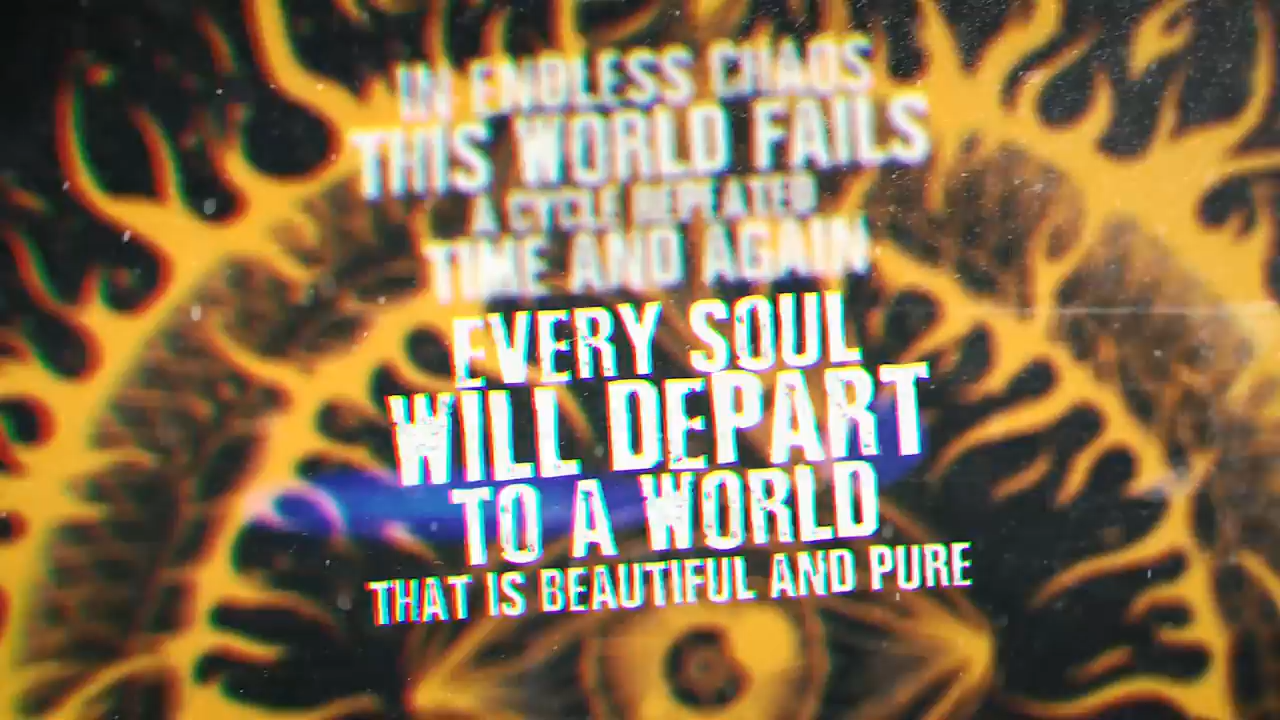 IN ENDLESS CHAOS
THIS WORLD FAILS
A CYCLE REPEATED
TIME AND AGAIN
EVERY SOUL
WILL DEPART
TO A WORLD
THAT IS BEAUTIFUL AND PURE